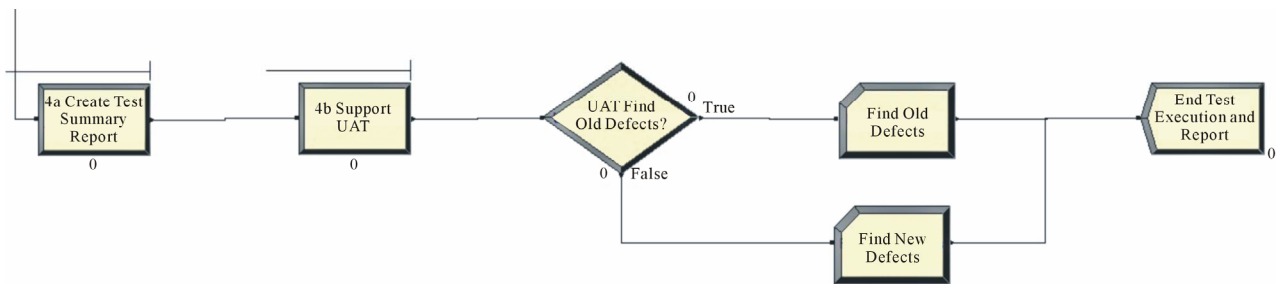 4a Create Test
Summary
Report
0
4b Support
UAT
0
UAT Find
Old Defects?
0
True
0
False
Find Old
Defects
Find New
Defects
End Test
Execution and
Report
0